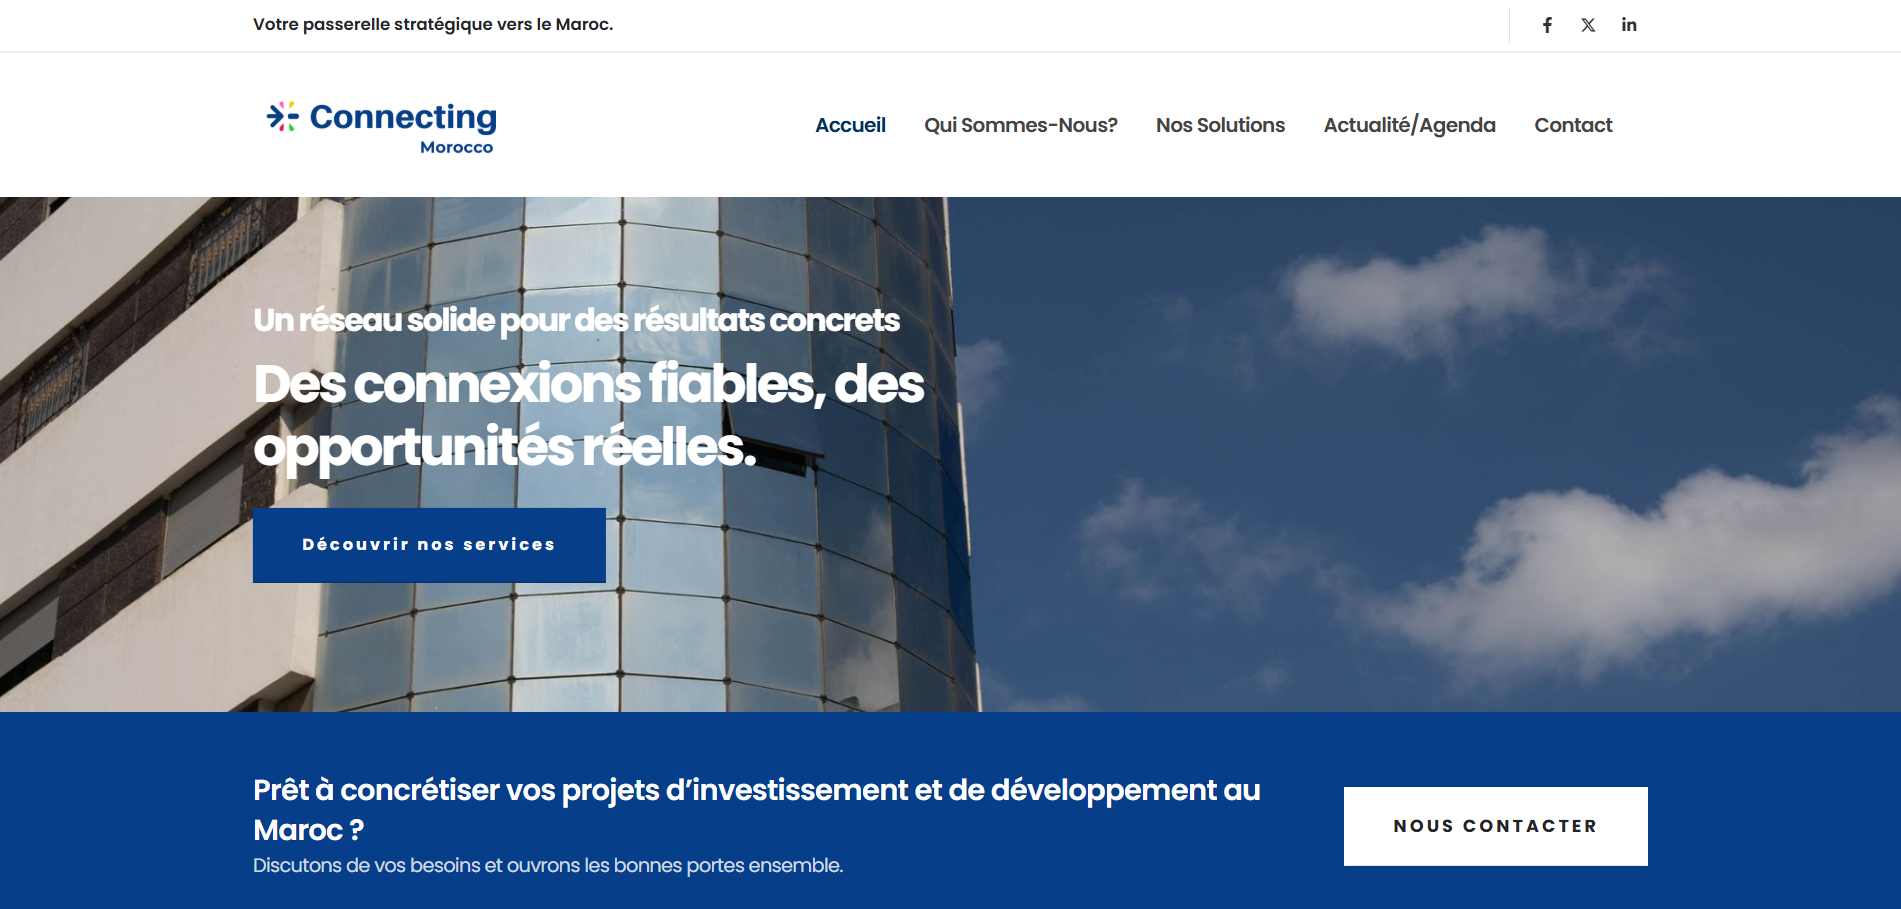 Votre passerelle stratégique vers le Maroc.
Connecting
Morocco
Accueil
Qui Sommes-Nous?
Nos Solutions
Actualité/Agenda
Contact
Un réseau solide pour des résultats concrets
Des connexions fiables, des
opportunités réelles.
Découvrir nos services
Prêt à concrétiser vos projets d’investissement et de développement au
Maroc ?
Discutons de vos besoins et ouvrons les bonnes portes ensemble.
NOUS CONTACTER